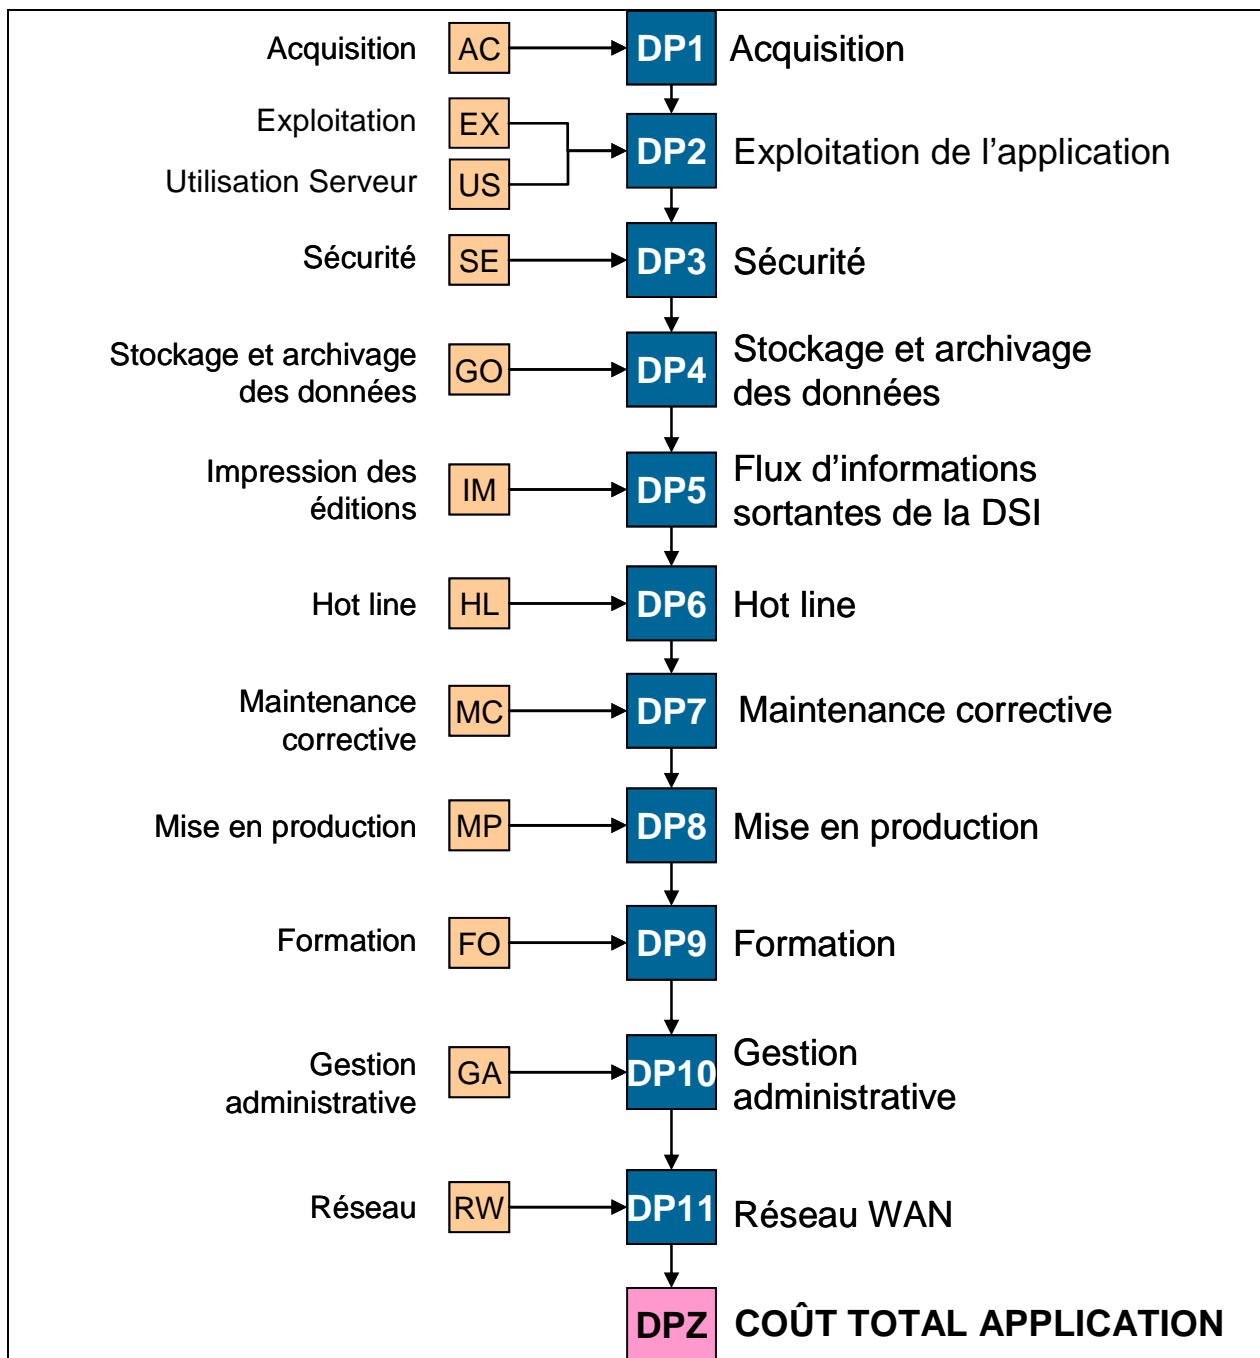 Acquisition AC DP1 Acquisition
Exploitation EX
DP2 Exploitation de l'application
Utilisation Serveur US
Sécurité SE DP3 Sécurité
Stockage et archivage
des données
GO DP4
Stockage et archivage
des données
Impression des
éditions
IM DP5
Flux d'informations
sortantes de la DSI
Hot line HL DP6 Hot line
Maintenance
corrective
MC DP7 Maintenance corrective
Mise en production MP DP8 Mise en production
Formation FO DP9 Formation
Gestion
administrative
GA DP10
Gestion
administrative
Réseau RW DP11 Réseau WAN
DPZ COÛT TOTAL APPLICATION